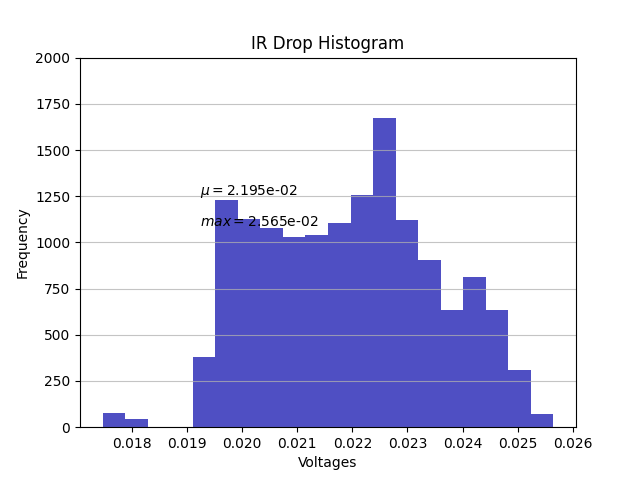 IR Drop Histogram
2000
1750
1500
1250
1000
750
500
250
0
Frequency
μ = 2.195e-02
max = 2.565e-02
0.018 0.019 0.020 0.021 0.022 0.023 0.024 0.025 0.026
Voltages